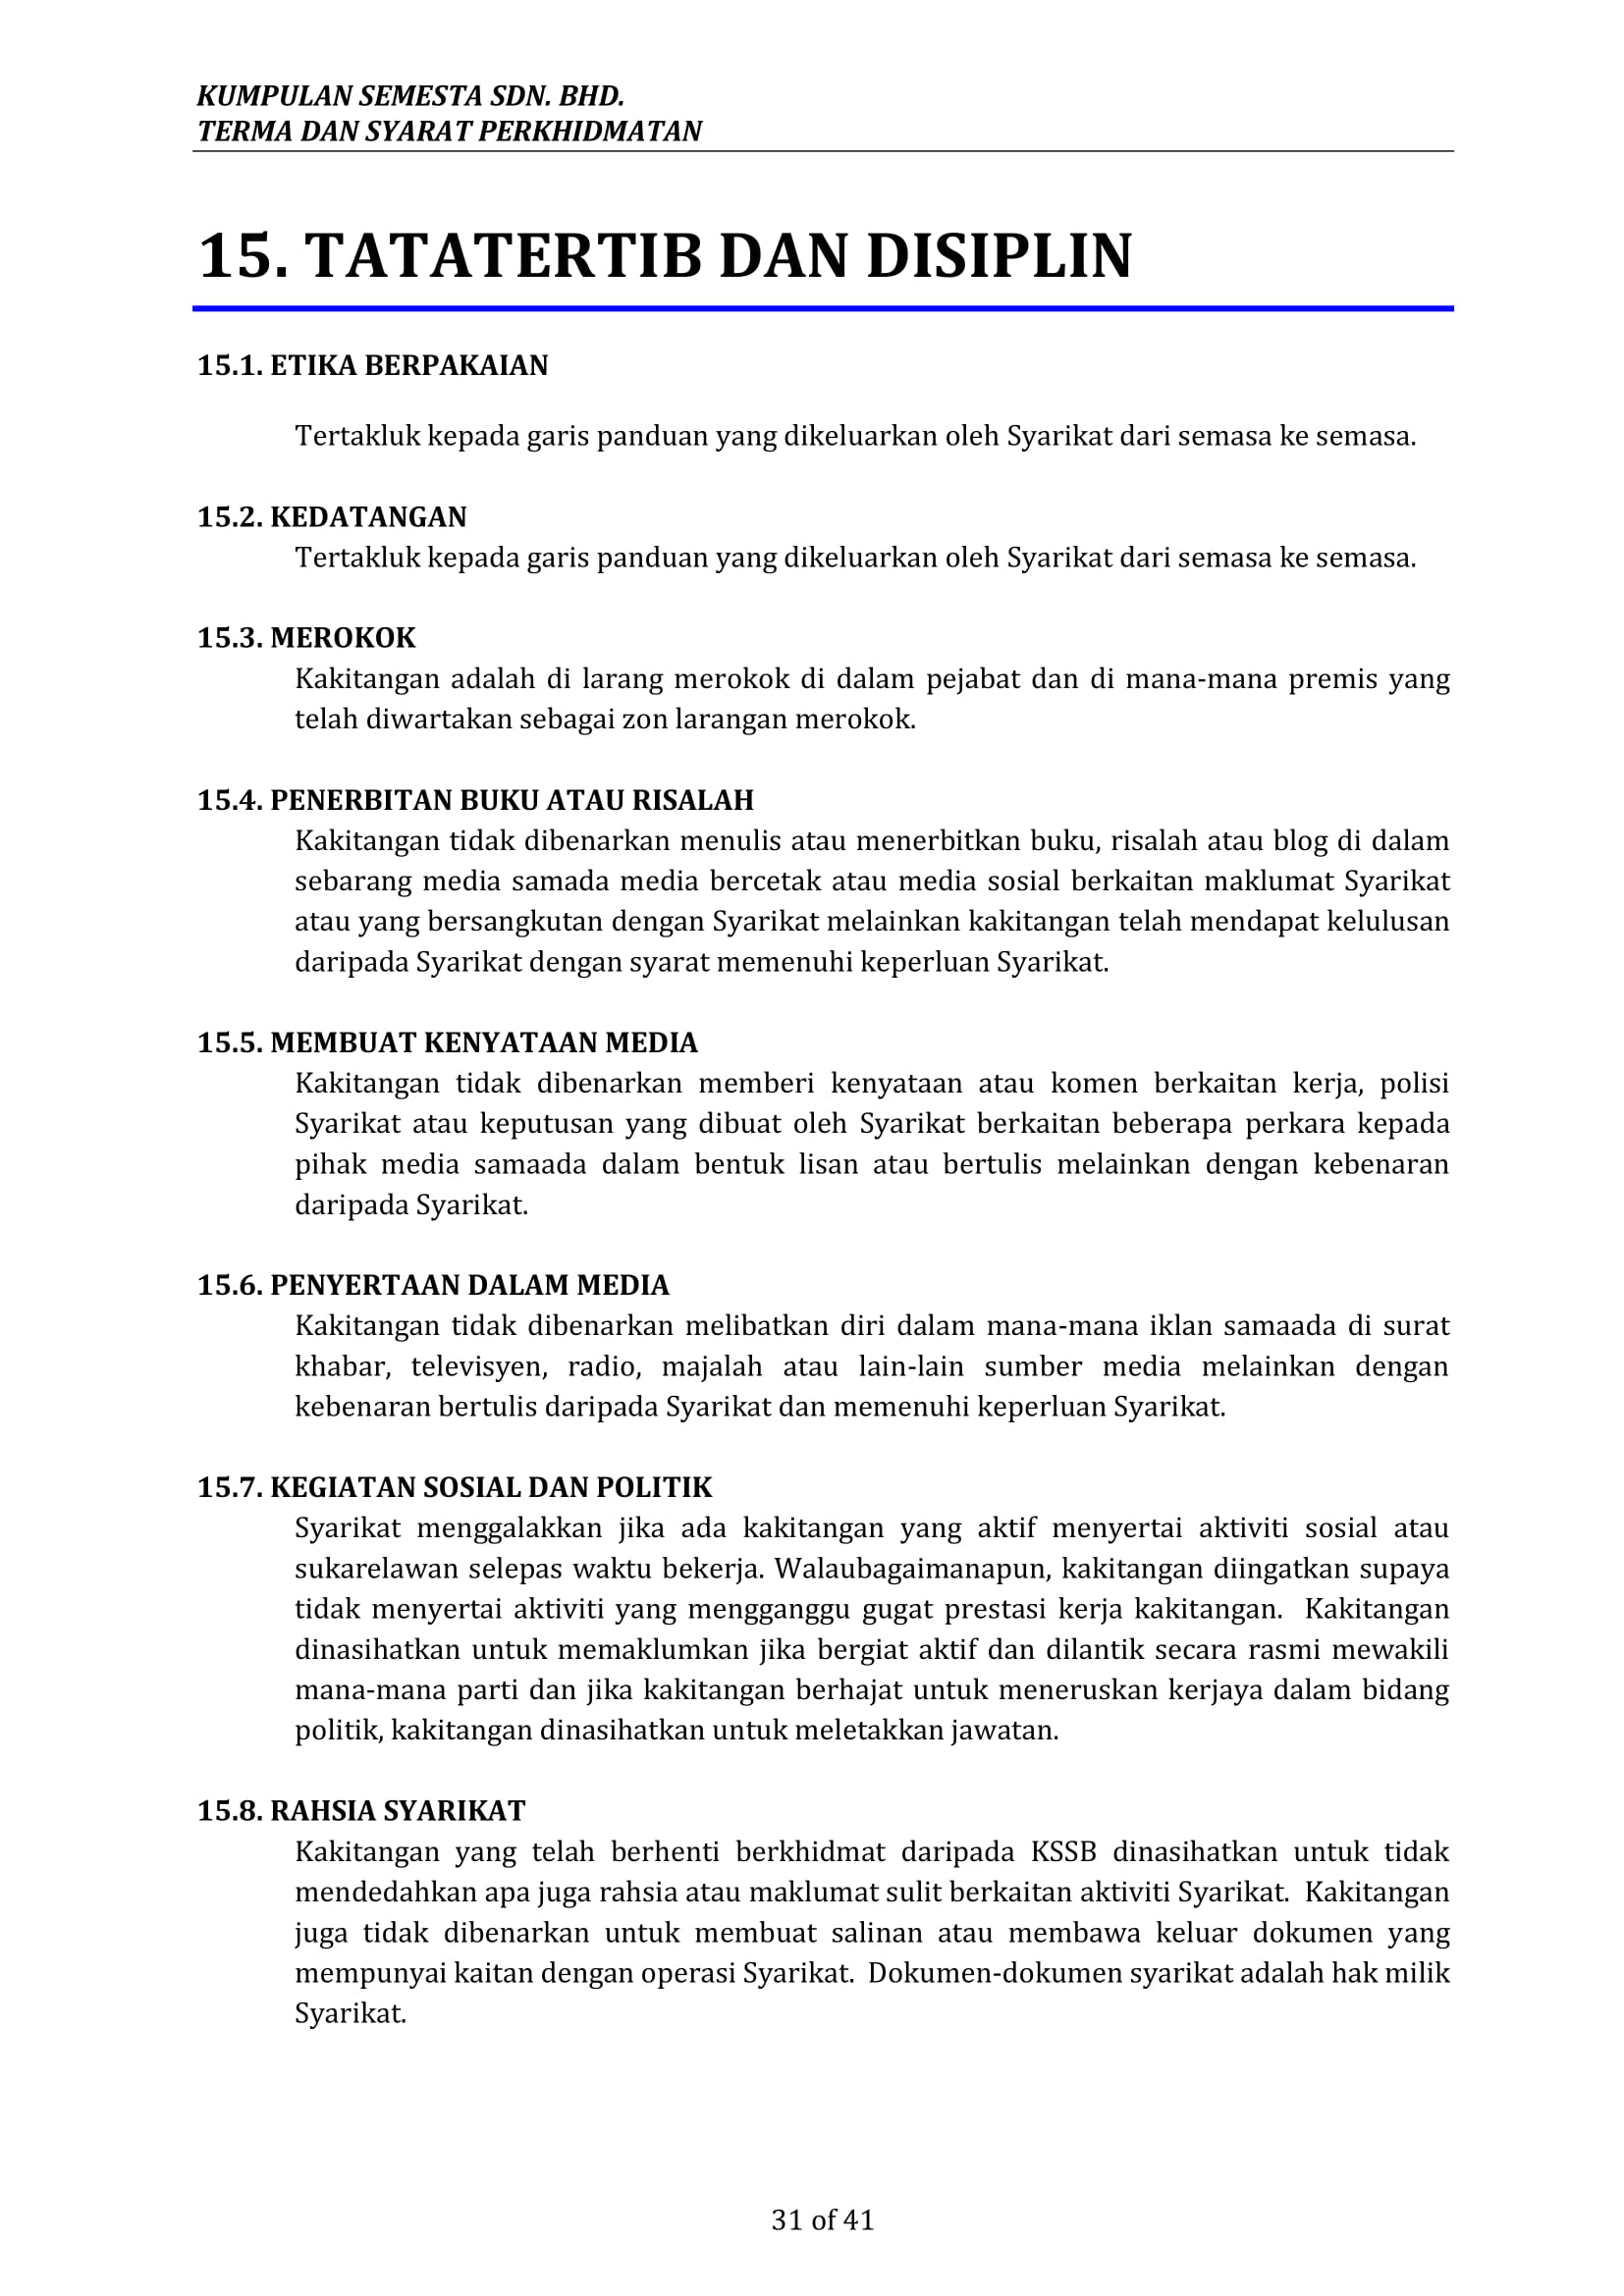 KUMPULAN SEMESTA SDN. BHD.
TERMA DAN SYARAT PERKHIDMATAN
15. TATATERTIB DAN DISIPLIN
15.1. ETIKA BERPAKAIAN
Tertakluk kepada garis panduan yang dikeluarkan oleh Syarikat dari semasa ke semasa.
15.2. KEDATANGAN
Tertakluk kepada garis panduan yang dikeluarkan oleh Syarikat dari semasa ke semasa.
15.3. MEROKOK
Kakitangan adalah di larang merokok di dalam pejabat dan di mana-mana premis yang
telah diwartakan sebagai zon larangan merokok.
15.4. PENERBITAN BUKU ATAU RISALAH
Kakitangan tidak dibenarkan menulis atau menerbitkan buku, risalah atau blog di dalam
sebarang media samada media bercetak atau media sosial berkaitan maklumat Syarikat
atau yang bersangkutan dengan Syarikat melainkan kakitangan telah mendapat kelulusan
daripada Syarikat dengan syarat memenuhi keperluan Syarikat.
15.5. MEMBUAT KENYATAAN MEDIA
Kakitangan tidak dibenarkan memberi kenyataan atau komen berkaitan kerja, polisi
Syarikat atau keputusan yang dibuat oleh Syarikat berkaitan beberapa perkara kepada
pihak media samaada dalam bentuk lisan atau bertulis melainkan dengan kebenaran
daripada Syarikat.
15.6. PENYERTAAN DALAM MEDIA
Kakitangan tidak dibenarkan melibatkan diri dalam mana-mana iklan samaada di surat
khabar, televisyen, radio, majalah atau lain-lain sumber media melainkan dengan
kebenaran bertulis daripada Syarikat dan memenuhi keperluan Syarikat.
15.7. KEGIATAN SOSIAL DAN POLITIK
Syarikat menggalakkan jika ada kakitangan yang aktif menyertai aktiviti sosial atau
sukarelawan selepas waktu bekerja. Walaubagaimanapun, kakitangan diingatkan supaya
tidak menyertai aktiviti yang mengganggu gugat prestasi kerja kakitangan. Kakitangan
dinasihatkan untuk memaklumkan jika bergiat aktif dan dilantik secara rasmi mewakili
mana-mana parti dan jika kakitangan berhajat untuk meneruskan kerjaya dalam bidang
politik, kakitangan dinasihatkan untuk meletakkan jawatan.
15.8. RAHSIA SYARIKAT
Kakitangan yang telah berhenti berkhidmat daripada KSSB dinasihatkan untuk tidak
mendedahkan apa juga rahsia atau maklumat sulit berkaitan aktiviti Syarikat. Kakitangan
juga tidak dibenarkan untuk membuat salinan atau membawa keluar dokumen yang
mempunyai kaitan dengan operasi Syarikat. Dokumen-dokumen syarikat adalah hak milik
Syarikat.
31 of 41